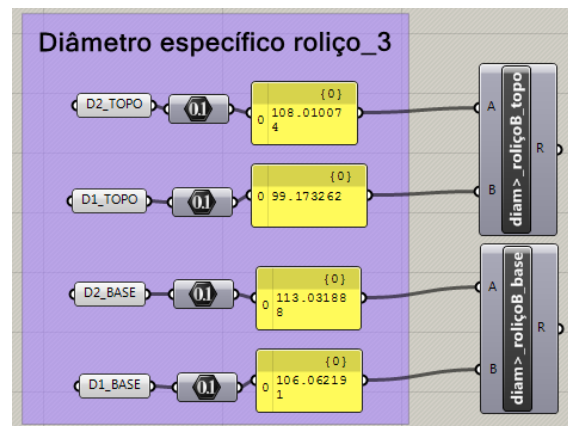 Diâmetro específico roliço_3
D2_TOPO
0.1
{0}
0 108.01007
4
A
B
diam>_roliçoB_topo
R
D1_TOPO
0.1
{0}
0 99.173262
D2_BASE
0.1
{0}
0 113.03188
8
A
B
diam>_roliçoB_base
R
D1_BASE
0.1
{0}
0 106.06219
1